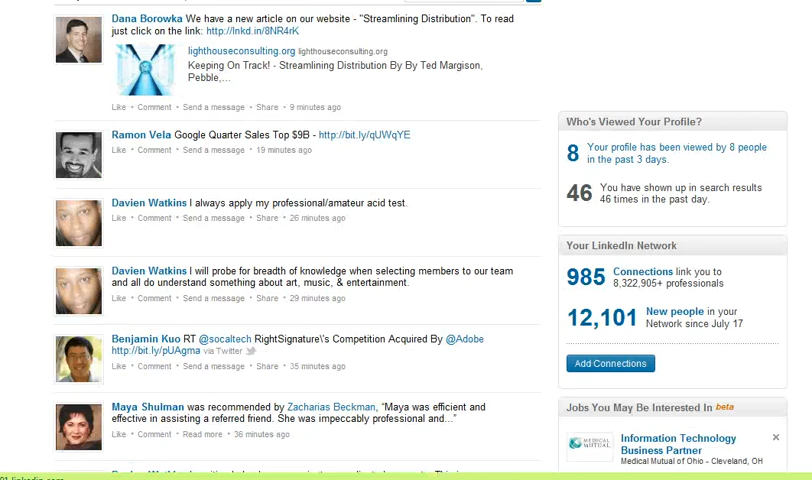 Dana Borowka We have a new article on our website - "Streamlining Distribution". To read
just click on the link: http://lnkd.in/8NR4rK
lighthouseconsulting.org lighthouseconsulting.org
Keeping On Track! - Streamlining Distribution By By Ted Margison,
Pebble,...
Like • Comment • Send a message • Share • 9 minutes ago
Ramon Vela Google Quarter Sales Top $9B - http://bit.ly/qUWqYE
Like • Comment • Send a message • 19 minutes ago
Davien Watkins I always apply my professional/amateur acid test.
Like • Comment • Send a message • Share • 26 minutes ago
Davien Watkins I will probe for breadth of knowledge when selecting members to our team
and all do understand something about art, music, & entertainment.
Like • Comment • Send a message • Share • 29 minutes ago
Benjamin Kuo RT @socaltech RightSignature\'s Competition Acquired By @Adobe
http://bit.ly/pUAgma via Twitter
Like • Comment • Send a message • Share • 35 minutes ago
Maya Shulman was recommended by Zacharias Beckman, "Maya was efficient and
effective in assisting a referred friend. She was impeccably professional and..."
Like • Comment • Read more • 36 minutes ago
Who's Viewed Your Profile?
8 Your profile has been viewed by 8 people
in the past 3 days.
46 You have shown up in search results
46 times in the past day.
Your LinkedIn Network
985 Connections link you to
8,322,905+ professionals
12,101 New people in your
Network since July 17
Add Connections
Jobs You May Be Interested In beta
MEDICAL
MUTUAL
Information Technology
Business Partner
Medical Mutual of Ohio - Cleveland, OH